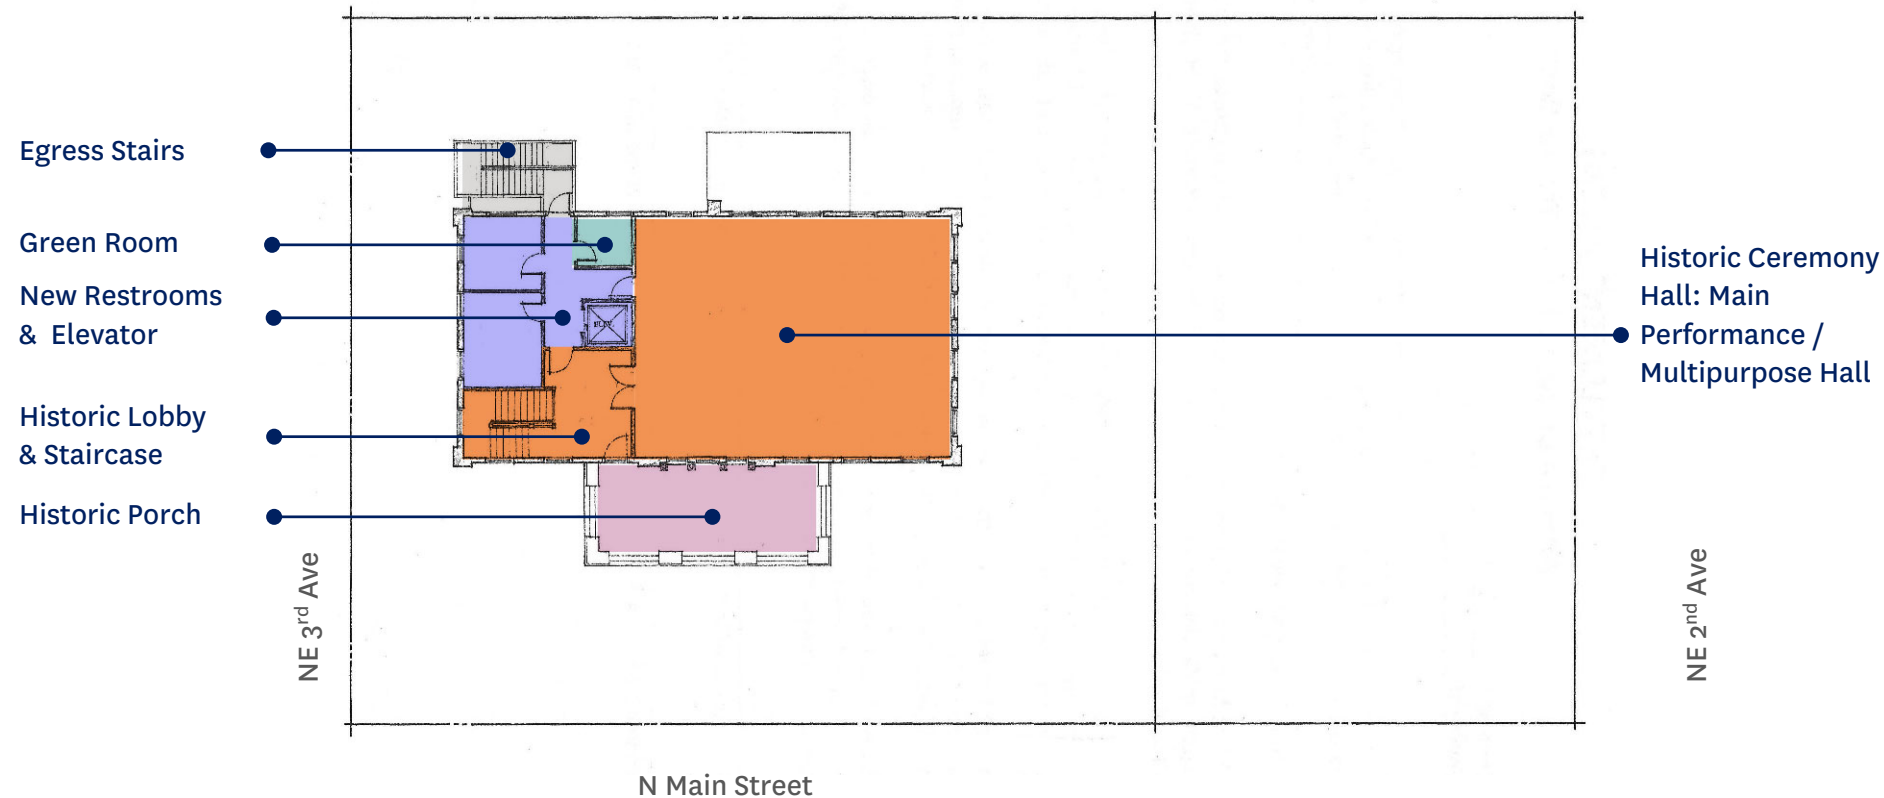 Egress Stairs
Green Room
New Restrooms
& Elevator
Historic Lobby
& Staircase
Historic Porch
ELEV.
Historic Ceremony
Hall: Main
Performance /
Multipurpose Hall
NE 3rd Ave
NE 2nd Ave
N Main Street